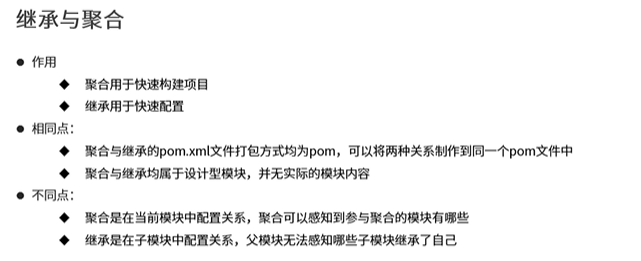 继承与聚合
● 作用
◆ 聚合用于快速构建项目
◆ 继承用于快速配置
● 相同点：
◆ 聚合与继承的pom.xml文件打包方式均为pom，可以将两种关系制作到同一个pom文件中
◆ 聚合与继承均属于设计型模块，并无实际的模块内容
● 不同点：
◆ 聚合是在当前模块中配置关系，聚合可以感知到参与聚合的模块有哪些
◆ 继承是在子模块中配置关系，父模块无法感知哪些子模块继承了自己